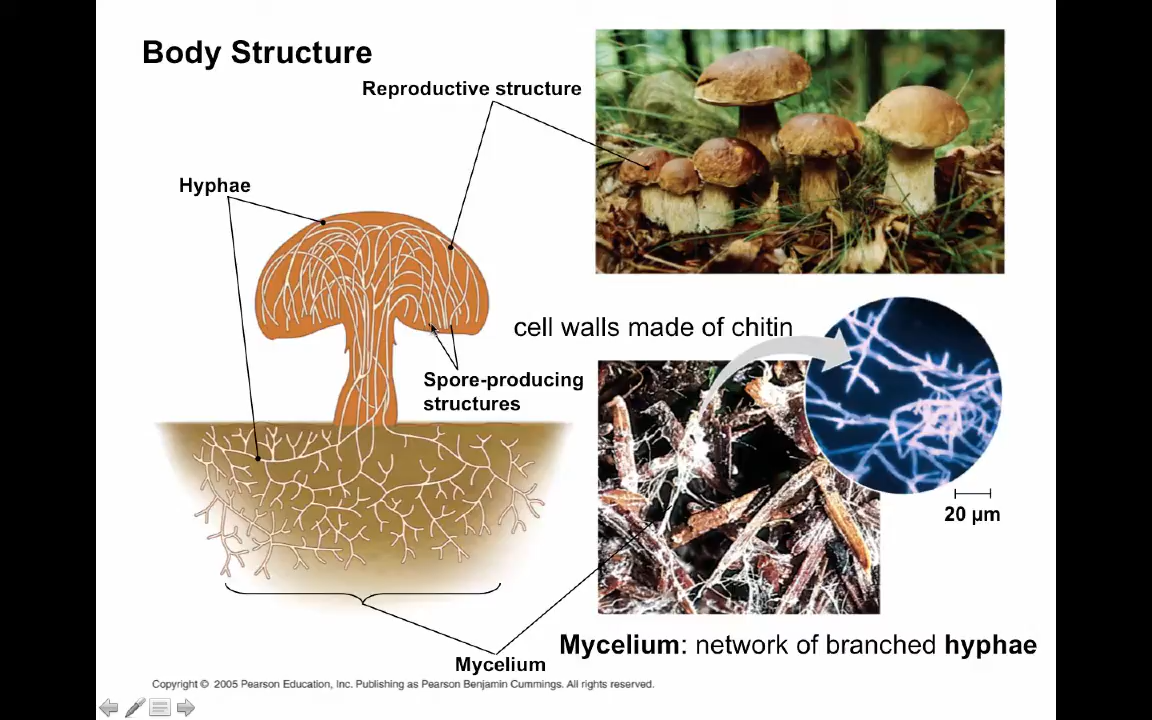 Body Structure
Reproductive structure
Hyphae
cell walls made of chitin
Spore-producing
structures
20 µm
Mycelium: network of branched hyphae
Mycelium
Copyright © 2005 Pearson Education, Inc. Publishing as Pearson Benjamin Cummings. All rights reserved.